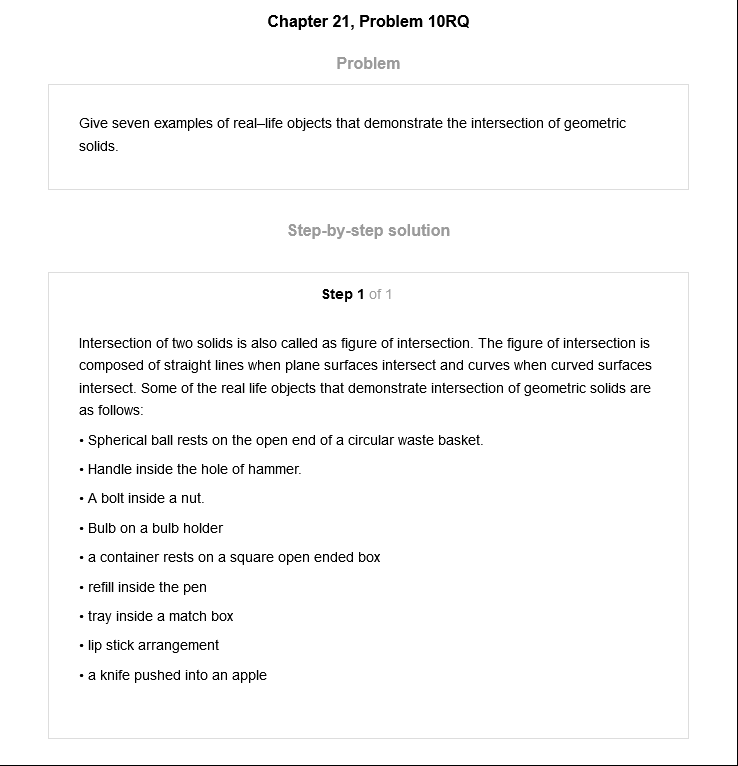 Chapter 21, Problem 10RQ
Problem
Give seven examples of real–life objects that demonstrate the intersection of geometric
solids.
Step-by-step solution
Step 1 of 1
Intersection of two solids is also called as figure of intersection. The figure of intersection is
composed of straight lines when plane surfaces intersect and curves when curved surfaces
intersect. Some of the real life objects that demonstrate intersection of geometric solids are
as follows:
• Spherical ball rests on the open end of a circular waste basket.
• Handle inside the hole of hammer.
• A bolt inside a nut.
• Bulb on a bulb holder
• a container rests on a square open ended box
• refill inside the pen
• tray inside a match box
• lip stick arrangement
• a knife pushed into an apple